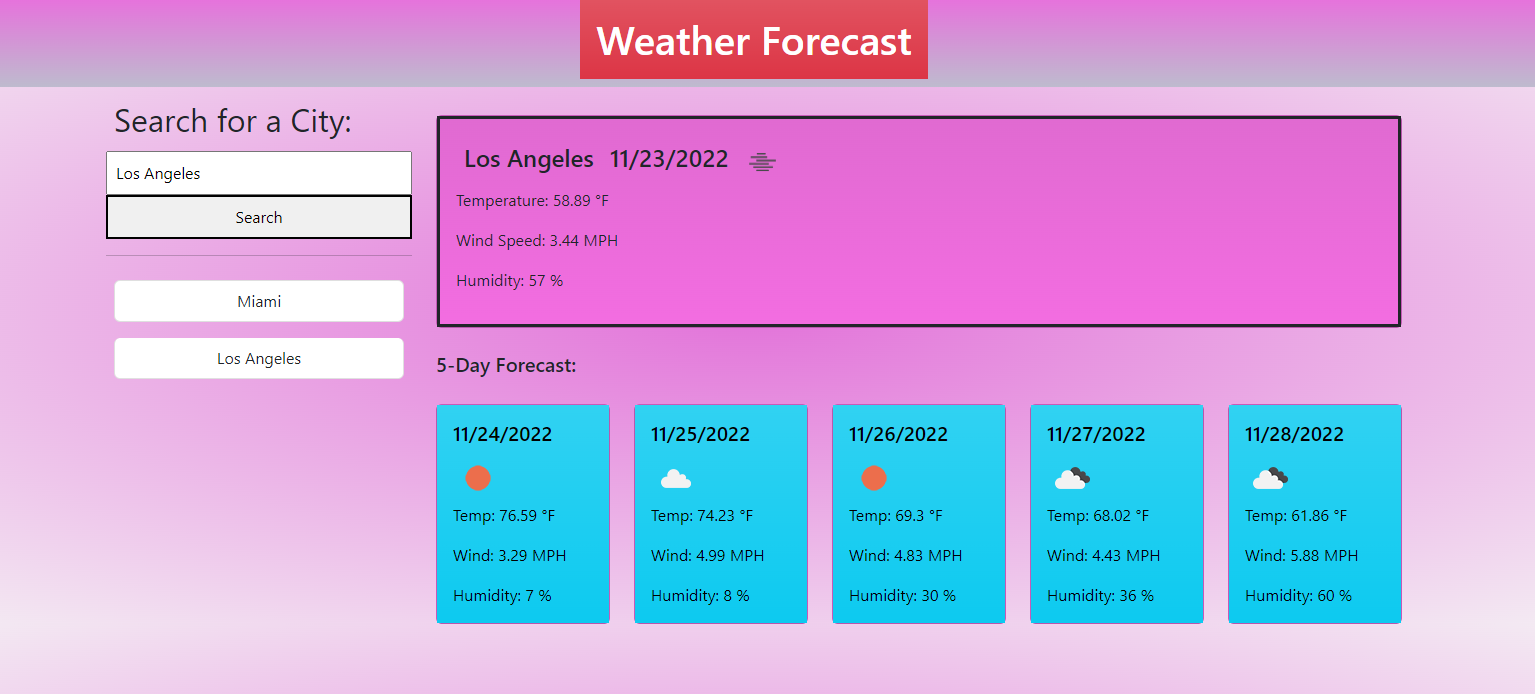 Weather Forecast
Search for a City:
Los Angeles
Search
Miami
Los Angeles
Los Angeles 11/23/2022
Temperature: 58.89 °F
Wind Speed: 3.44 MPH
Humidity: 57 %
5-Day Forecast:
11/24/2022
Temp: 76.59 °F
Wind: 3.29 MPH
Humidity: 7 %
11/25/2022
Temp: 74.23 °F
Wind: 4.99 MPH
Humidity: 8 %
11/26/2022
Temp: 69.3 °F
Wind: 4.83 MPH
Humidity: 30 %
11/27/2022
Temp: 68.02 °F
Wind: 4.43 MPH
Humidity: 36 %
11/28/2022
Temp: 61.86 °F
Wind: 5.88 MPH
Humidity: 60 %